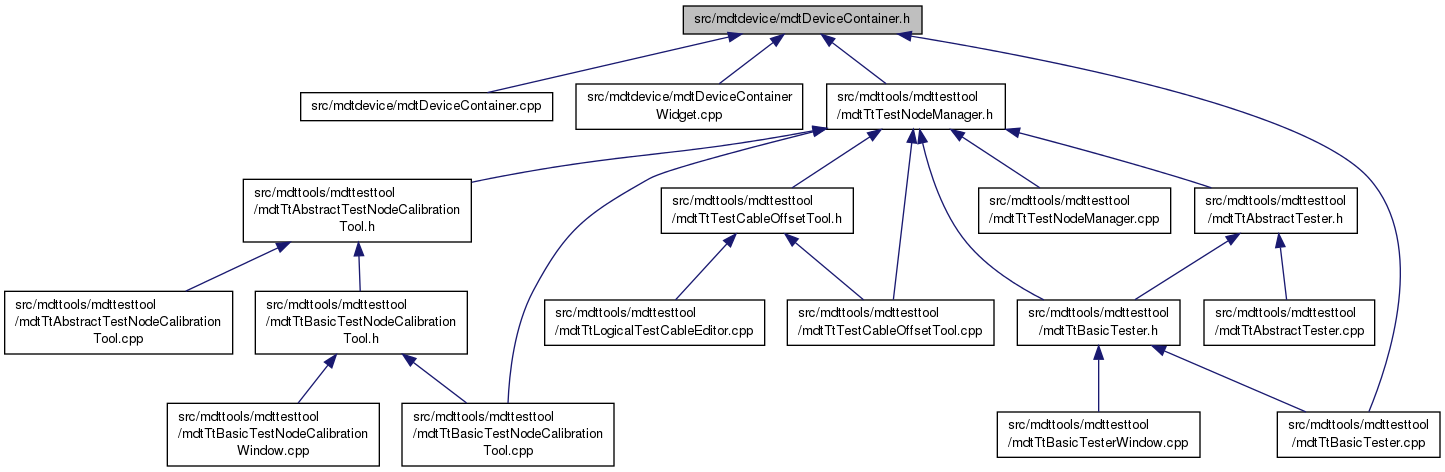 src/mdtdevice/mdtDeviceContainer.h
src/mdtdevice/mdtDeviceContainer.cpp
src/mdtdevice/mdtDeviceContainer
Widget.cpp
src/mdttools/mdttesttool
/mdtTtTestNodeManager.h
src/mdttools/mdttesttool
/mdtTtAbstractTestNodeCalibration
Tool.h
src/mdttools/mdttesttool
/mdtTtTestCableOffsetTool.h
src/mdttools/mdttesttool
/mdtTtTestNodeManager.cpp
src/mdttools/mdttesttool
/mdtTtAbstractTester.h
src/mdttools/mdttesttool
/mdtTtAbstractTestNodeCalibration
Tool.cpp
src/mdttools/mdttesttool
/mdtTtBasicTestNodeCalibration
Tool.h
src/mdttools/mdttesttool
/mdtTtLogicalTestCableEditor.cpp
src/mdttools/mdttesttool
/mdtTtTestCableOffsetTool.cpp
src/mdttools/mdttesttool
/mdtTtBasicTester.h
src/mdttools/mdttesttool
/mdtTtAbstractTester.cpp
src/mdttools/mdttesttool
/mdtTtBasicTestNodeCalibration
Window.cpp
src/mdttools/mdttesttool
/mdtTtBasicTestNodeCalibration
Tool.cpp
src/mdttools/mdttesttool
/mdtTtBasicTesterWindow.cpp
src/mdttools/mdttesttool
/mdtTtBasicTester.cpp